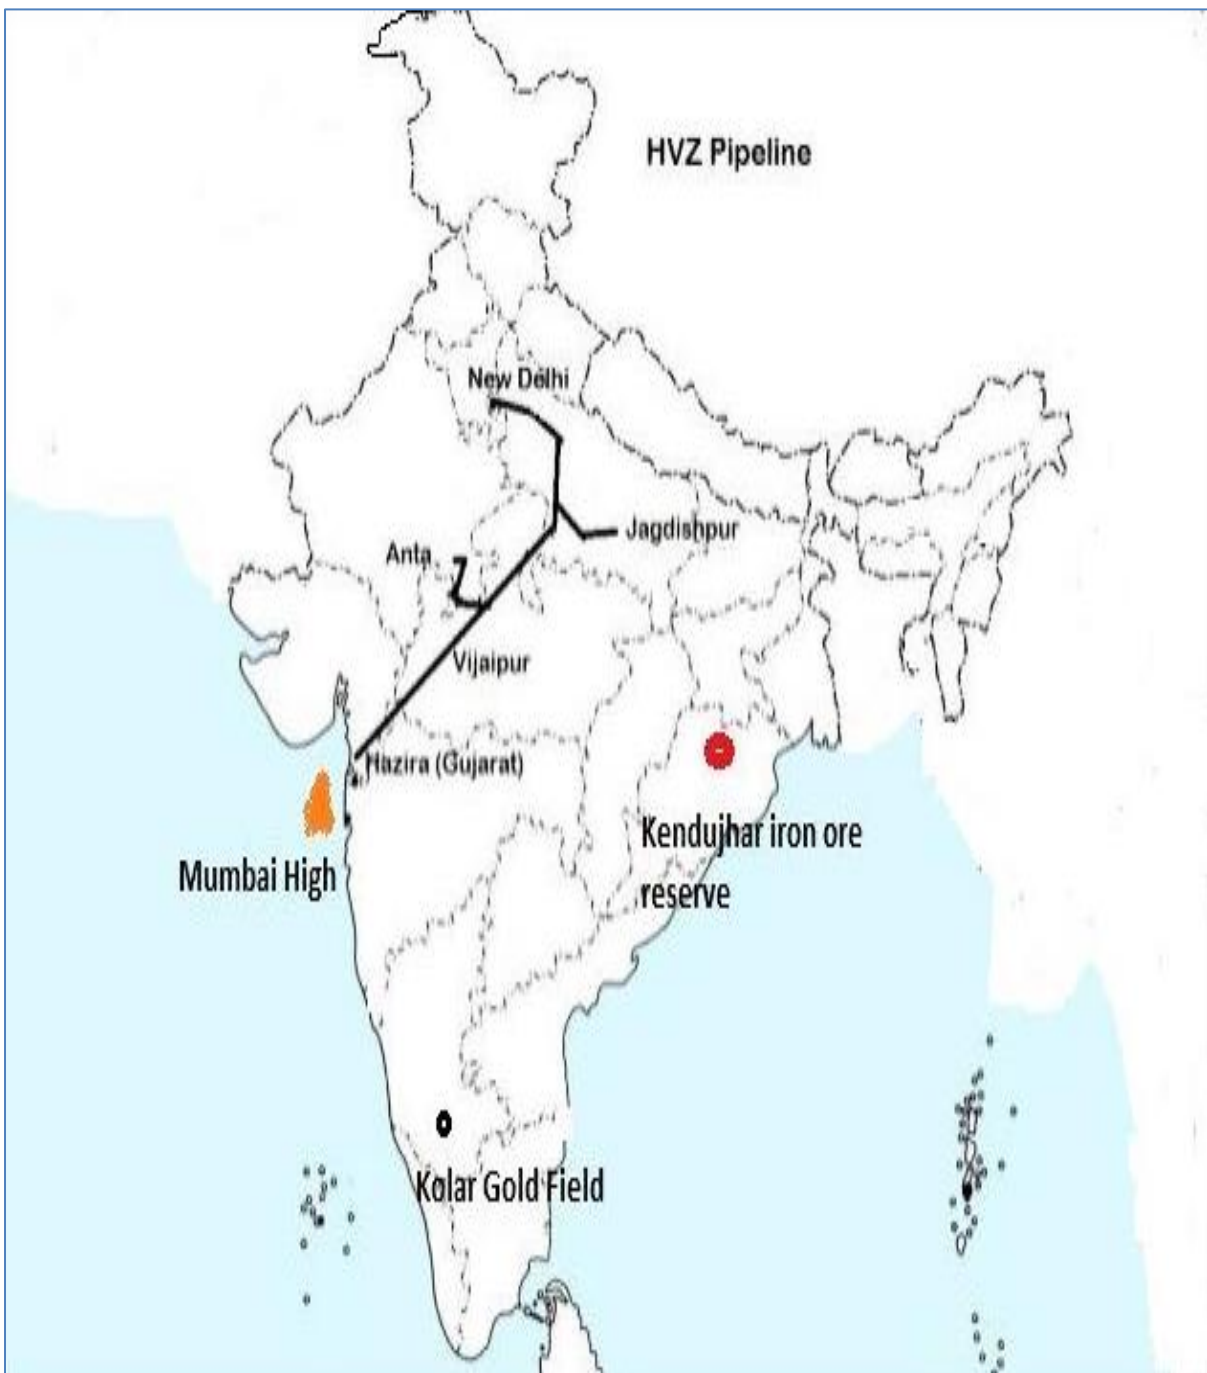 HVZ Pipeline
New Delhi
Jagdishpur
Anta
Vijaipur
Hazira (Gujarat)
Kendujhar iron ore
reserve
Mumbai High
Kolar Gold Field